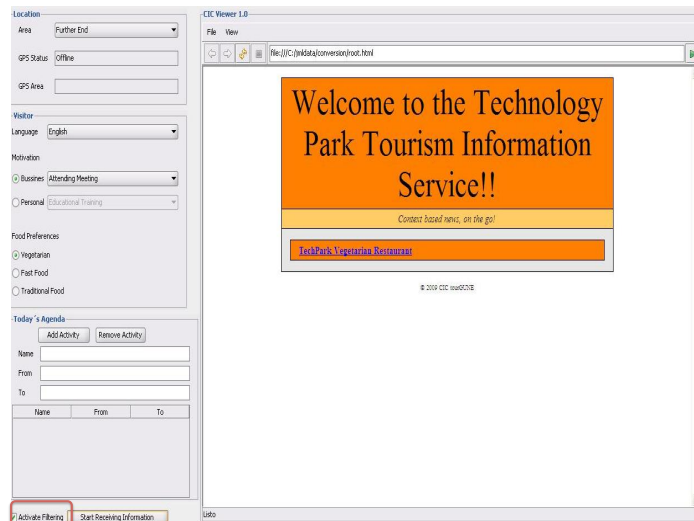 Location
Area Further End
GPS Status Offline
GPS Area
Visitor
Language English
Motivation
Bussines Attending Meeting
Personal Educational Training
Food Preferences
Vegetarian
Fast Food
Traditional Food
Today´s Agenda
Add Activity Remove Activity
Name
From
To
Name From To
Activate Filtering Start Receiving Information
CIC Viewer 1.0
File View
file:///C:/midata/conversion/root.html
Welcome to the Technology
Park Tourism Information
Service!!
Context based news, on the go!
TechPark Vegetarian Restaurant
© 2009 CIC tourGUNE
Listo